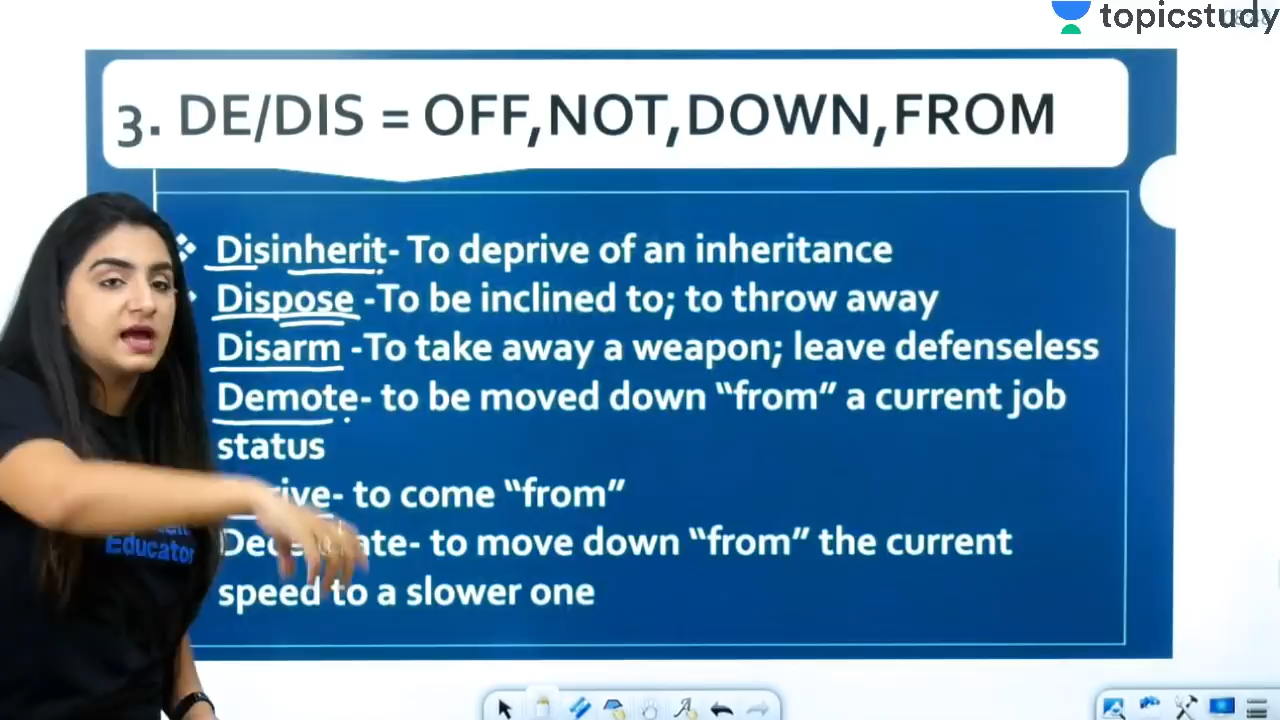 topicstudy
3. DE/DIS = OFF,NOT,DOWN,FROM
Disinherit- To deprive of an inheritance
Dispose -To be inclined to; to throw away
Disarm -To take away a weapon; leave defenseless
Demote- to be moved down “from” a current job
status
to come “from”
to move down “from” the current
speed to a slower one
Educator